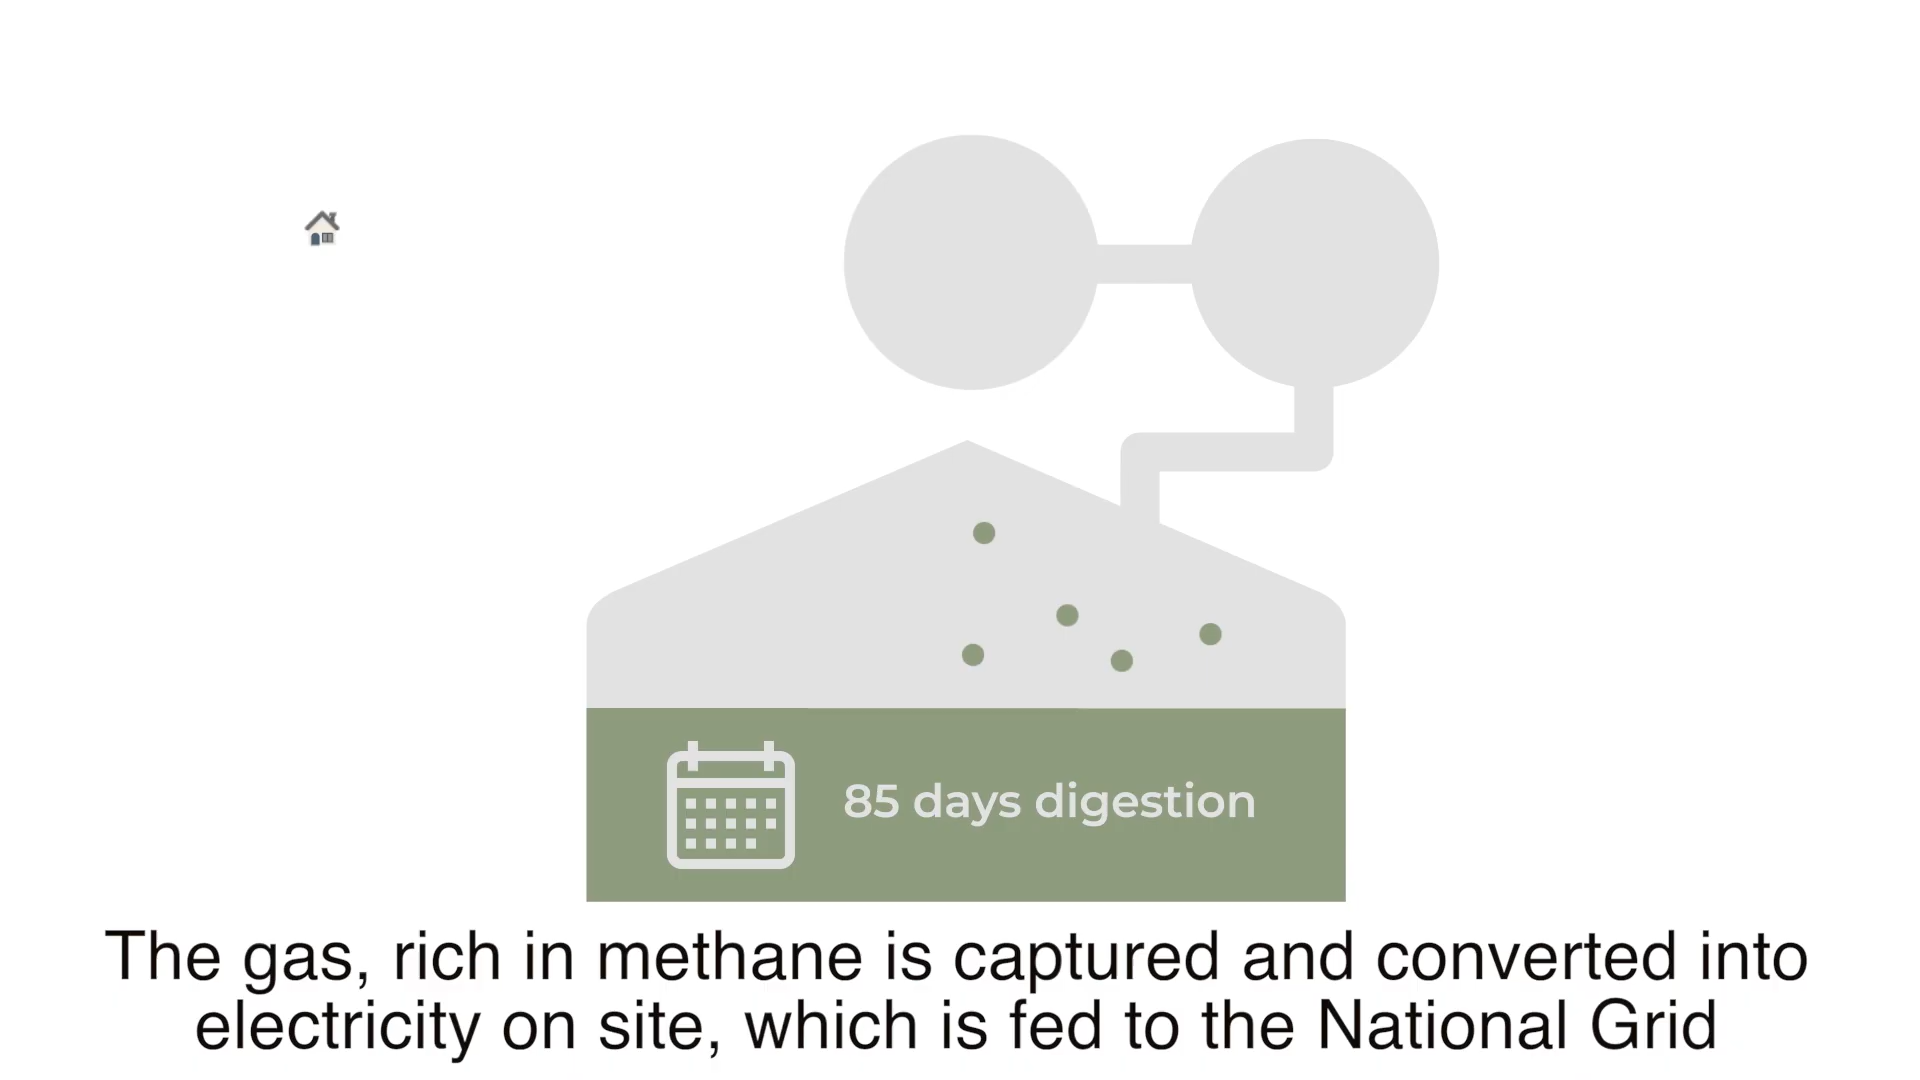 85 days digestion
The gas, rich in methane is captured and converted into
electricity on site, which is fed to the National Grid